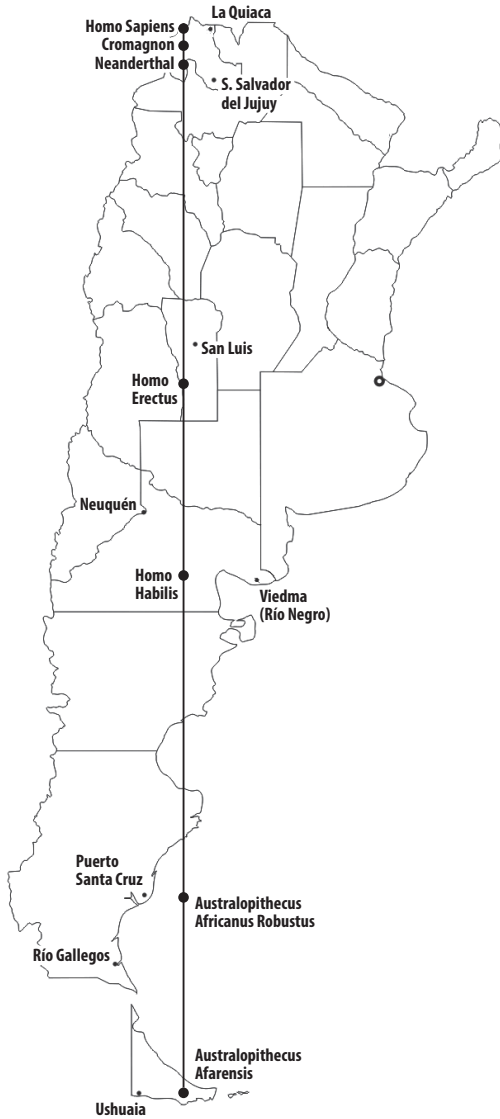 La Quiaca
Homo Sapiens
Cromagnon
Neanderthal
S. Salvador
del Jujuy
San Luis
Homo
Erectus
Neuquén
Homo
Habilis
Viedma
(Río Negro)
Puerto
Santa Cruz
Australopithecus
Africanus Robustus
Río Gallegos
Australopithecus
Afarensis
Ushuaia